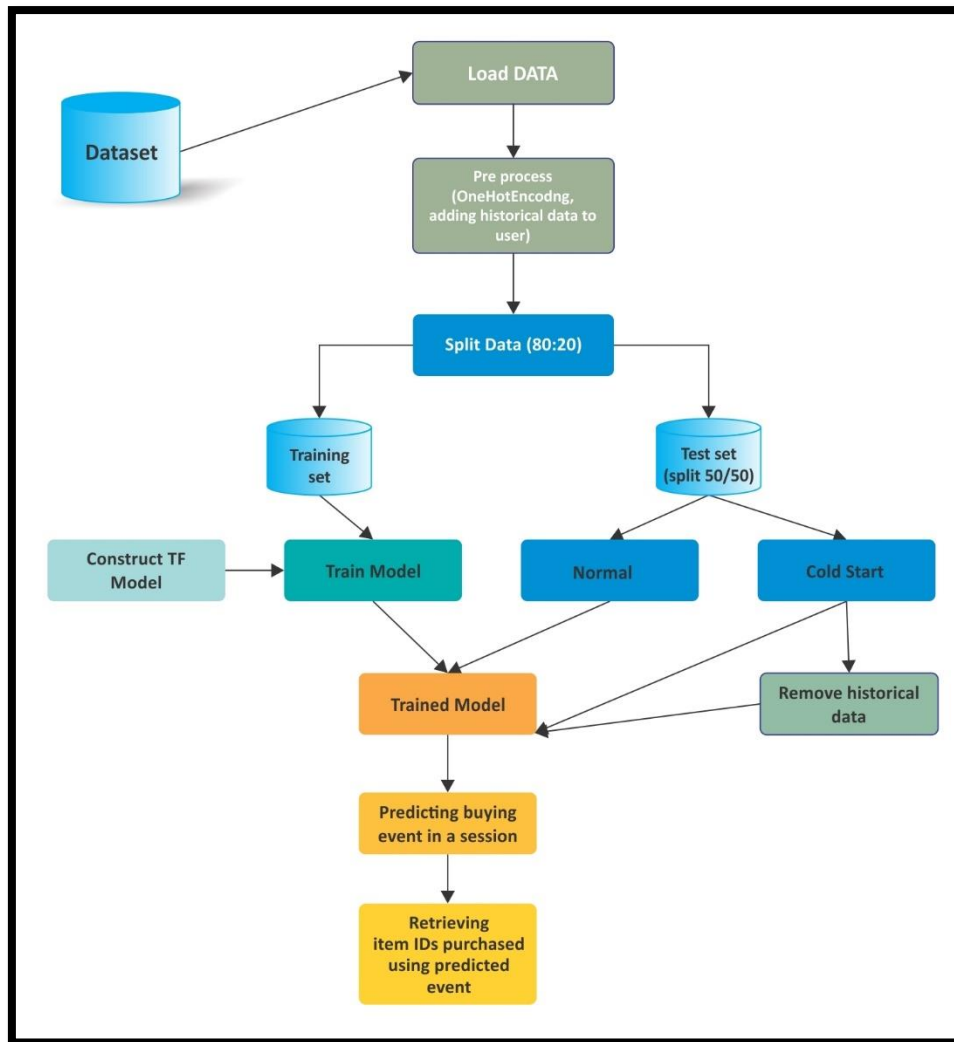 Load DATA
Dataset
Pre process
(OneHotEncodng,
adding historical data to
user)
Split Data (80:20)
Training
set
Test set
(split 50/50)
Construct TF
Model
Train Model
Normal
Cold Start
Trained Model
Remove historical
data
Predicting buying
event in a session
Retrieving
item IDs purchased
using predicted
event